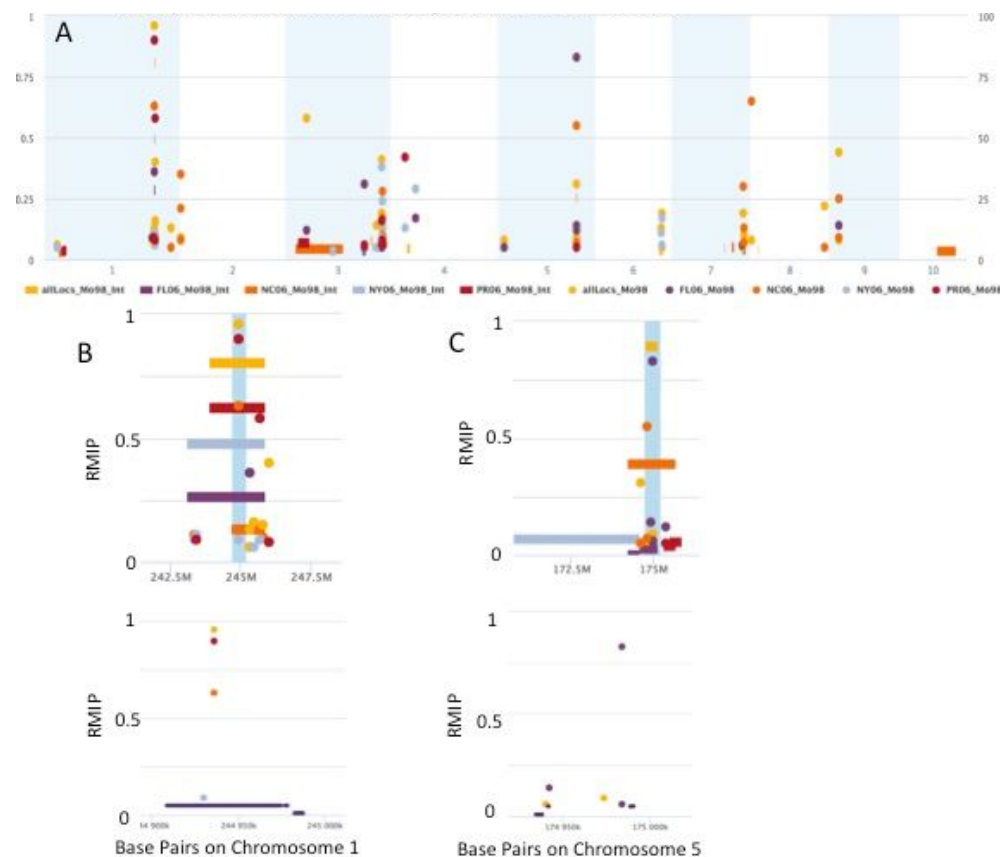 A
1
0.75
0.5
0.25
0
100
75
50
25
0
1 2 3 4 5 6 7 8 9 10
allLocs_Mo98_Int FL06_Mo98_Int NC06_Mo98_Int NY06_Mo98_Int PR06_Mo98_Int allLocs_Mo98 FL06_Mo98 NC06_Mo98 NY06_Mo98 PR06_Mo98
B
1
0.5
0
RMIP
242.5M 245M 247.5M
C
1
0.5
0
RMIP
172.5M 175M
1
0.5
0
RMIP
14 900k 244 950k 245 000k
Base Pairs on Chromosome 1
1
0.5
0
RMIP
174 950k 175 000k
Base Pairs on Chromosome 5